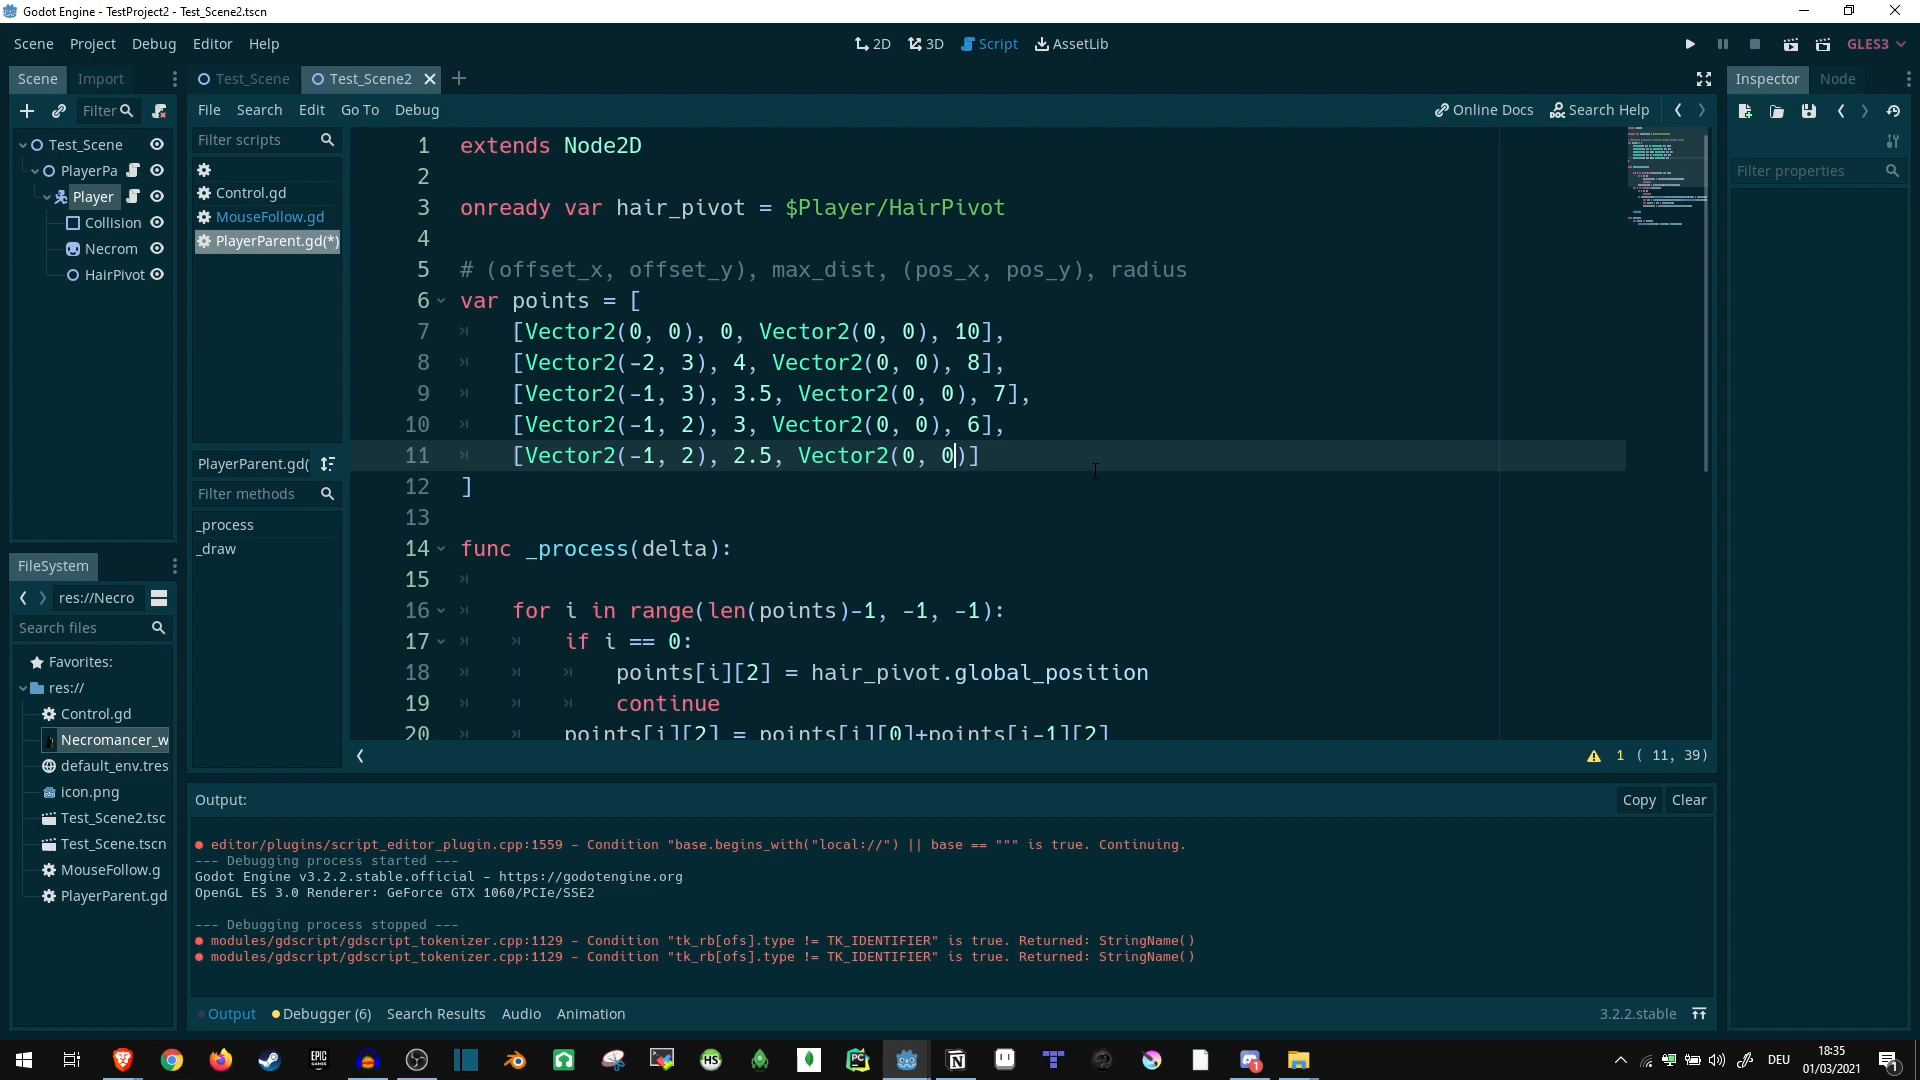 Godot Engine - TestProject2 - Test_Scene2.tscn
Scene Project Debug Editor Help
2D 3D Script AssetLib
GLES3
Scene Import
Test_Scene Test_Scene2
Inspector Node
Filter
File Search Edit Go To Debug
Online Docs Search Help
Filter scripts
Control.gd
MouseFollow.gd
PlayerParent.gd(*)
Test_Scene
PlayerPa
Player
Collision
Necrom
HairPivot
Filter properties
1 extends Node2D
2
3 onready var hair_pivot = $Player/HairPivot
4
5 # (offset_x, offset_y), max_dist, (pos_x, pos_y), radius
6 var points = [
7 [Vector2(0, 0), 0, Vector2(0, 0), 10],
8 [Vector2(-2, 3), 4, Vector2(0, 0), 8],
9 [Vector2(-1, 3), 3.5, Vector2(0, 0), 7],
10 [Vector2(-1, 2), 3, Vector2(0, 0), 6],
11 [Vector2(-1, 2), 2.5, Vector2(0, 0)]
12 ]
13
14 func _process(delta):
15
16 for i in range(len(points)-1, -1, -1):
17 if i == 0:
18 points[i][2] = hair_pivot.global_position
19 continue
20 points[i][2] = points[i][0]+points[i-1][2]
PlayerParent.gd(
Filter methods
_process
_draw
1 ( 11, 39)
FileSystem
res://Necro
Search files
Favorites:
res://
Control.gd
Necromancer_w
default_env.tres
icon.png
Test_Scene2.tsc
Test_Scene.tscn
MouseFollow.g
PlayerParent.gd
Output:
Copy Clear
editor/plugins/script_editor_plugin.cpp:1559 - Condition "base.begins_with("local://") || base == """ is true. Continuing.
--- Debugging process started ---
Godot Engine v3.2.2.stable.official - https://godotengine.org
OpenGL ES 3.0 Renderer: GeForce GTX 1060/PCIe/SSE2
--- Debugging process stopped ---
modules/gdscript/gdscript_tokenizer.cpp:1129 - Condition "tk_rb[ofs].type != TK_IDENTIFIER" is true. Returned: StringName()
modules/gdscript/gdscript_tokenizer.cpp:1129 - Condition "tk_rb[ofs].type != TK_IDENTIFIER" is true. Returned: StringName()
Output Debugger (6) Search Results Audio Animation
3.2.2.stable
EPIC GAMES
HS
PC
DEU
18:35
01/03/2021
1
1